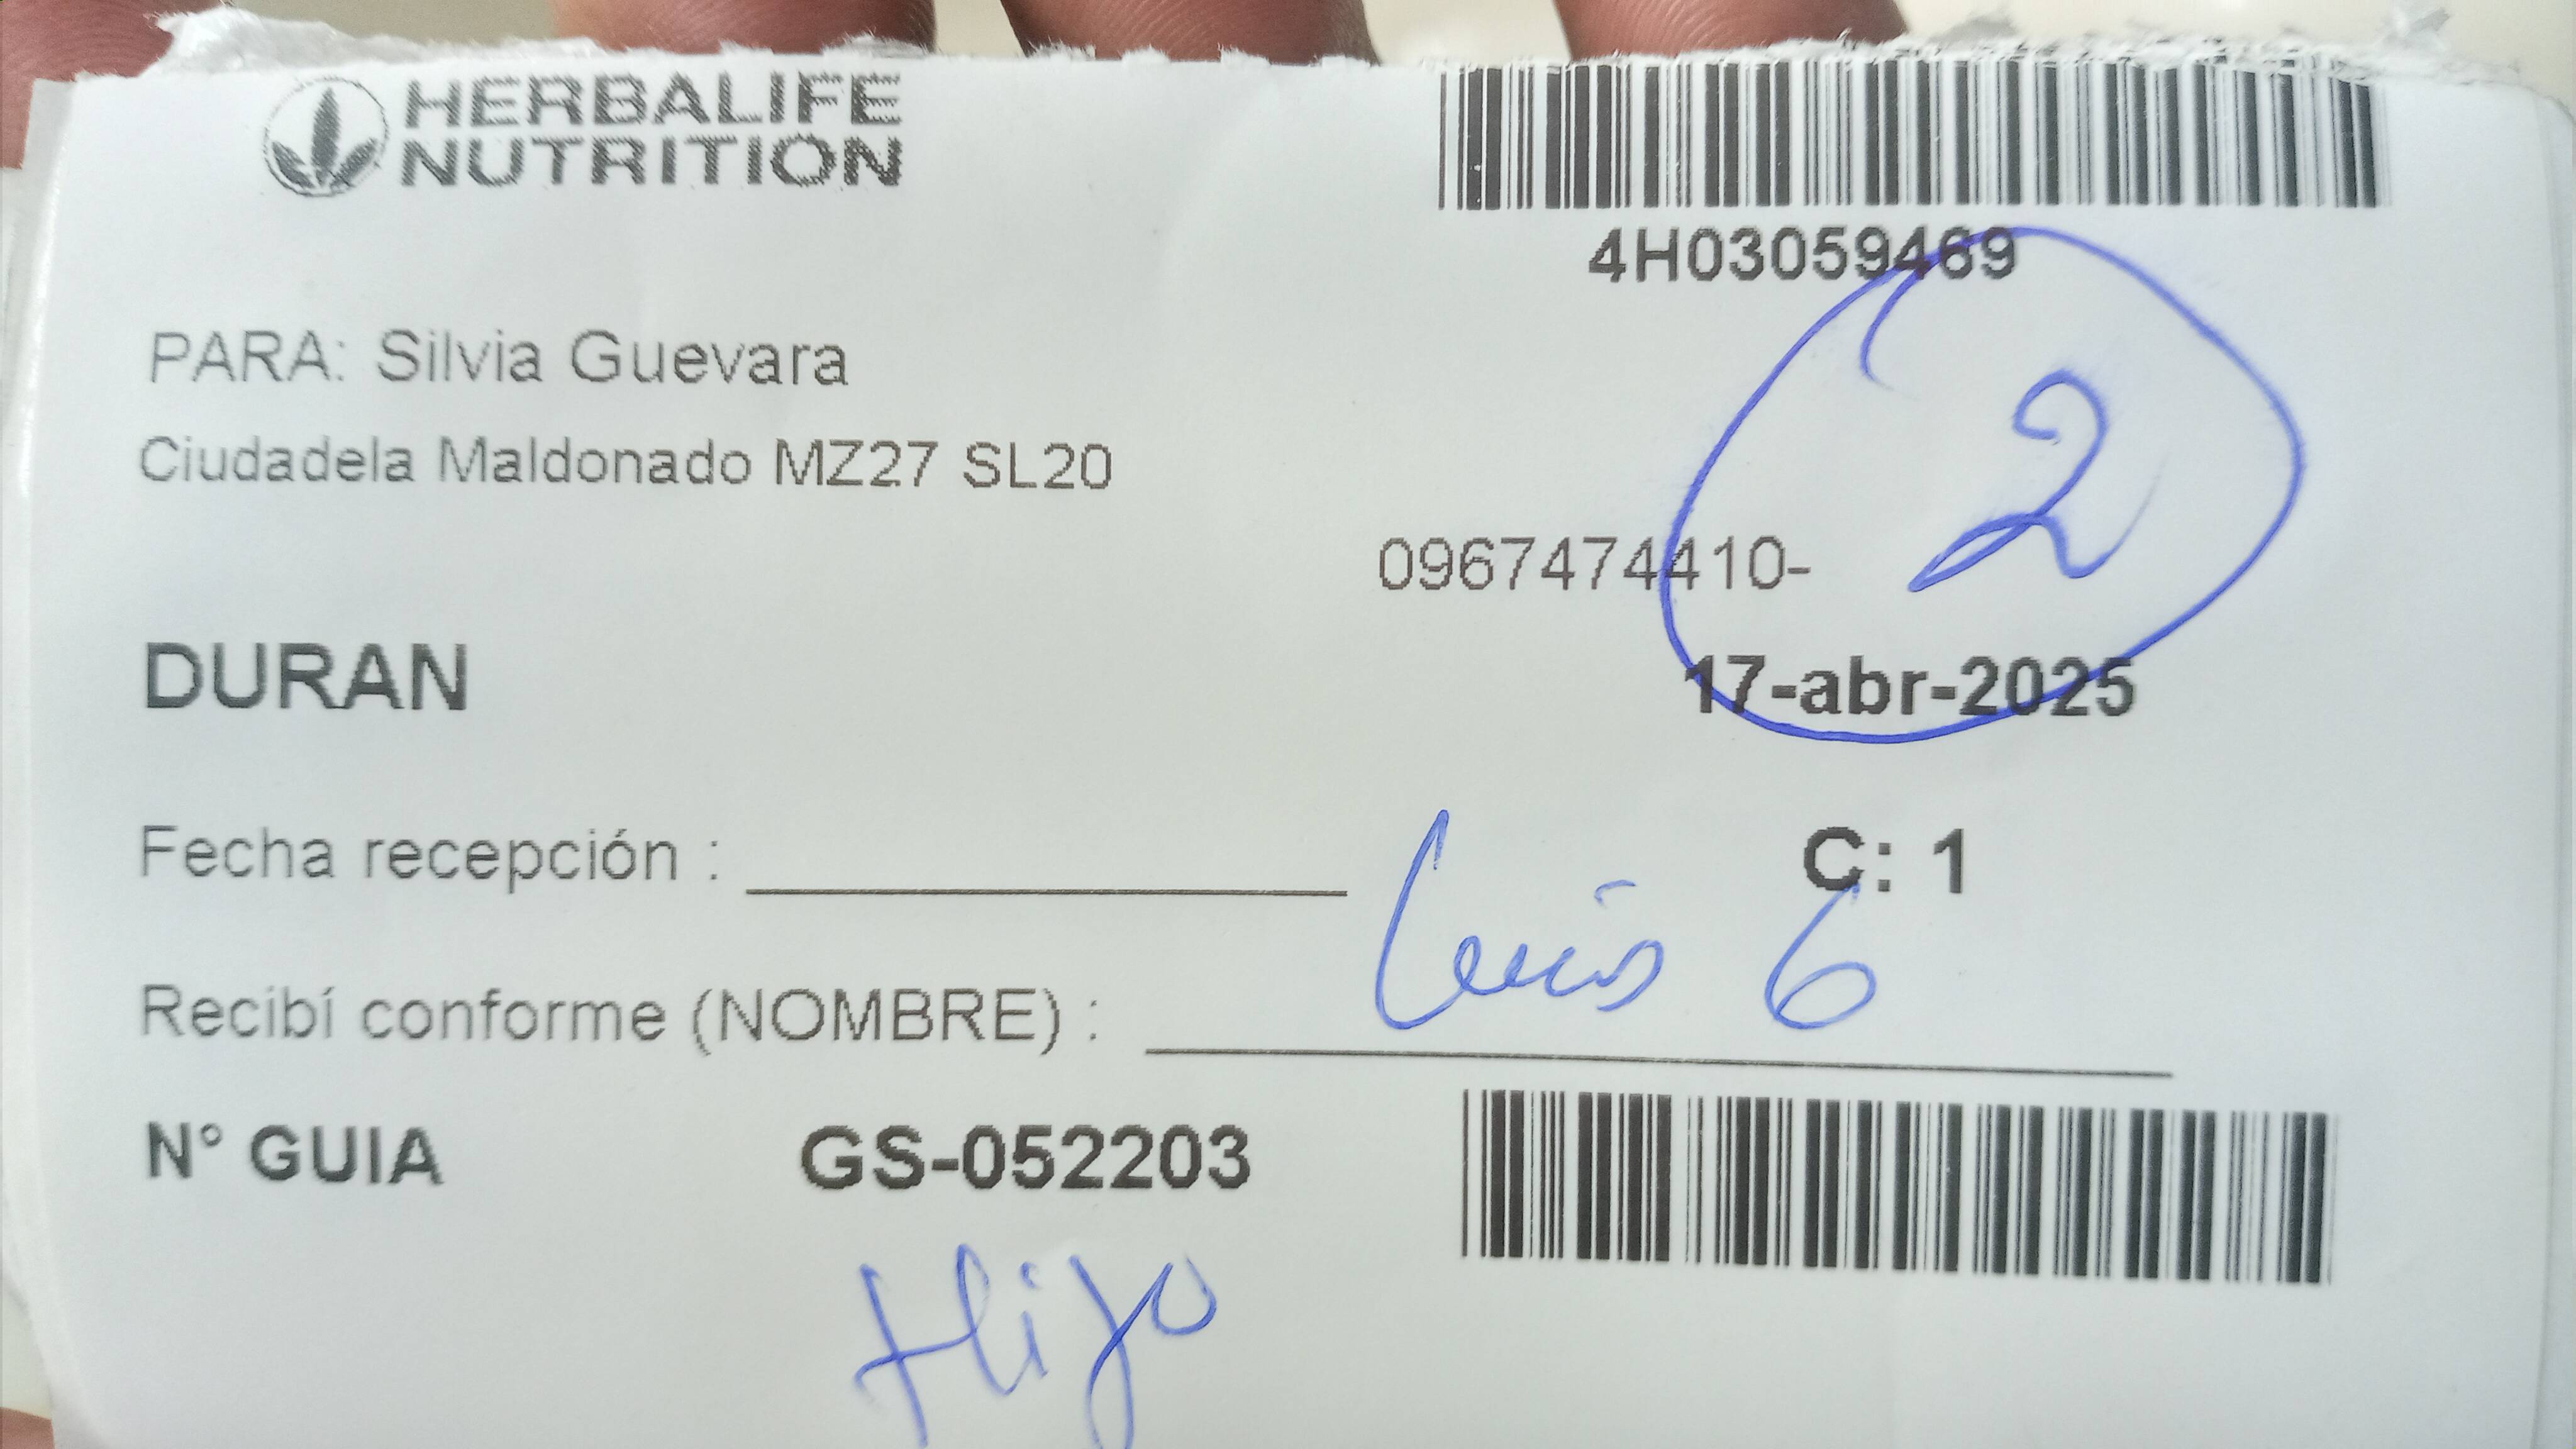 HERBALIFE
NUTRITION
4H03059469
PARA: Silvia Guevara
Ciudadela Maldonado MZ27 SL20
2
0967474410-
DURAN
17-abr-2025
Fecha recepción : ____________
C: 1
Recibí conforme (NOMBRE) : Luis G
N° GUIA GS-052203
Hijo